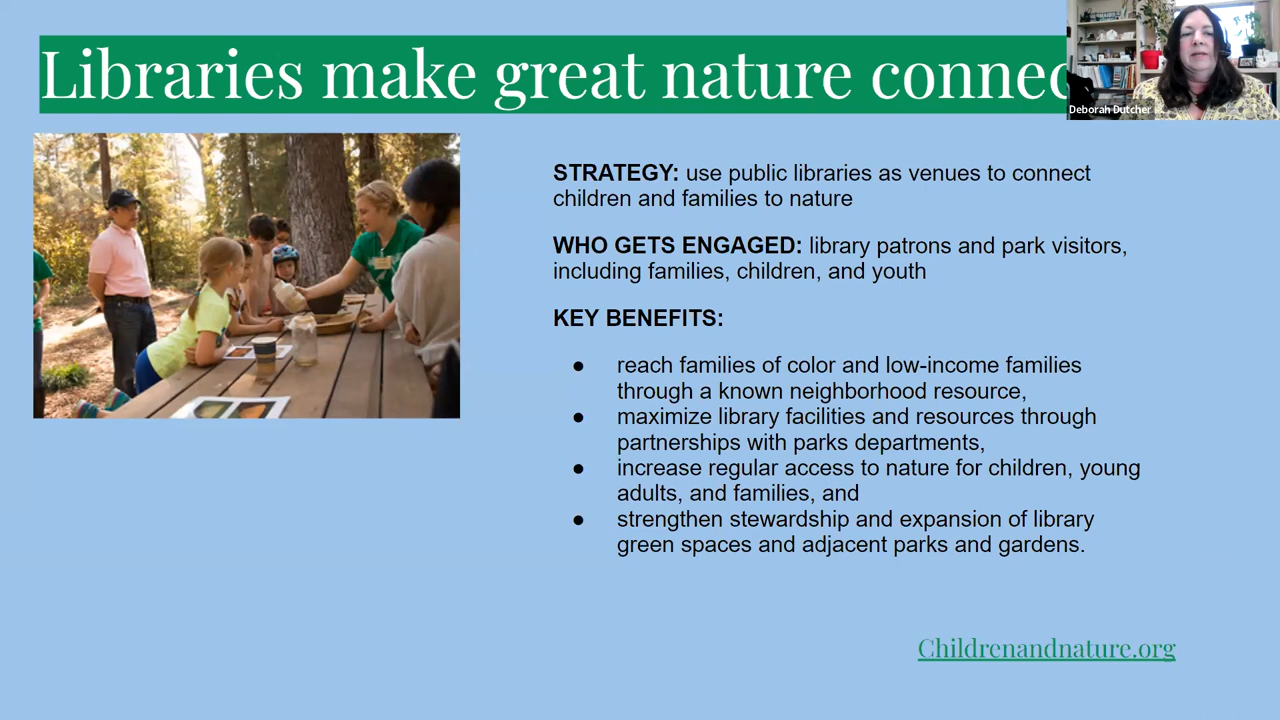 Libraries make great nature connec
Deborah Dutcher
STRATEGY: use public libraries as venues to connect
children and families to nature
WHO GETS ENGAGED: library patrons and park visitors,
including families, children, and youth
KEY BENEFITS:
● reach families of color and low-income families
through a known neighborhood resource,
● maximize library facilities and resources through
partnerships with parks departments,
● increase regular access to nature for children, young
adults, and families, and
● strengthen stewardship and expansion of library
green spaces and adjacent parks and gardens.
Childrenandnature.org